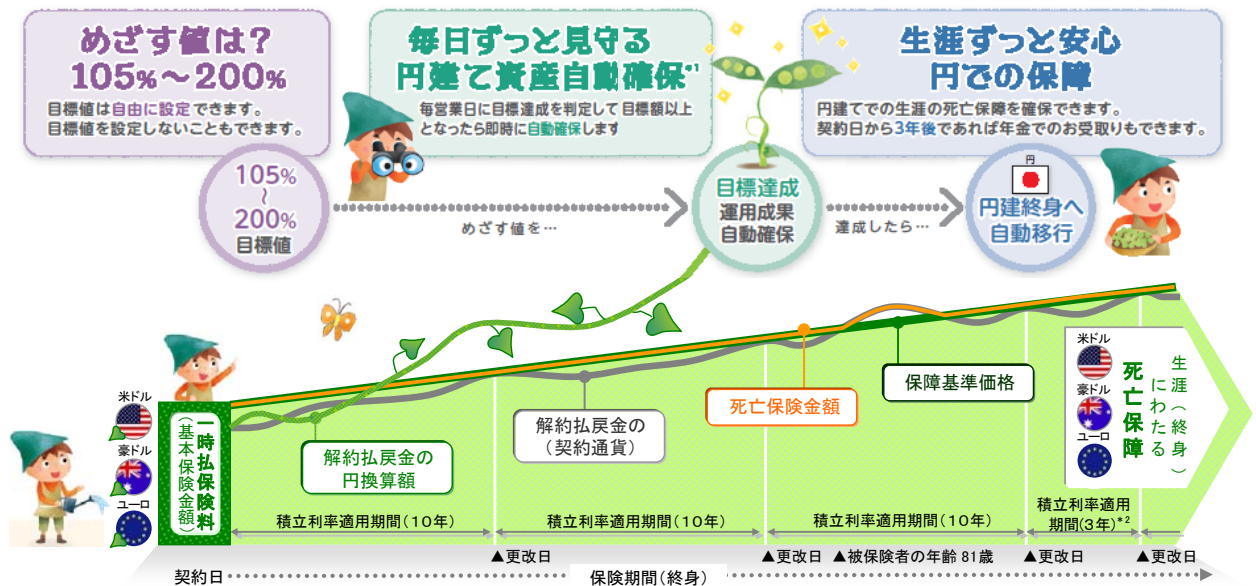 めざす値は?
105%~200%
目標値は自由に設定できます。
目標値を設定しないこともできます。
毎日ずっと見守る
円建て資産自動確保*1
毎営業日に目標達成を判定して目標額以上
となったら即時に自動確保します
生涯ずっと安心
円での保障
円建てでの生涯の死亡保障を確保できます。
契約日から3年後であれば年金でのお受取りもできます。
105%
~
200%
目標値
めざす値を…
目標達成
運用成果
自動確保
達成したら…
円
円建終身へ
自動移行
米ドル
豪ドル
ユーロ
一時払保険料
(基本保険金額)
解約払戻金の
円換算額
解約払戻金の
(契約通貨)
死亡保険金額
保障基準価格
米ドル
豪ドル
ユーロ
生涯(終身)
にわたる
死亡保障
積立利率適用期間(10年)
積立利率適用期間(10年)
積立利率適用期間(10年)
積立利率適用
期間(3年)*2
▲更改日
▲更改日
▲被保険者の年齢 81歳
▲更改日
▲更改日
契約日
保険期間(終身)